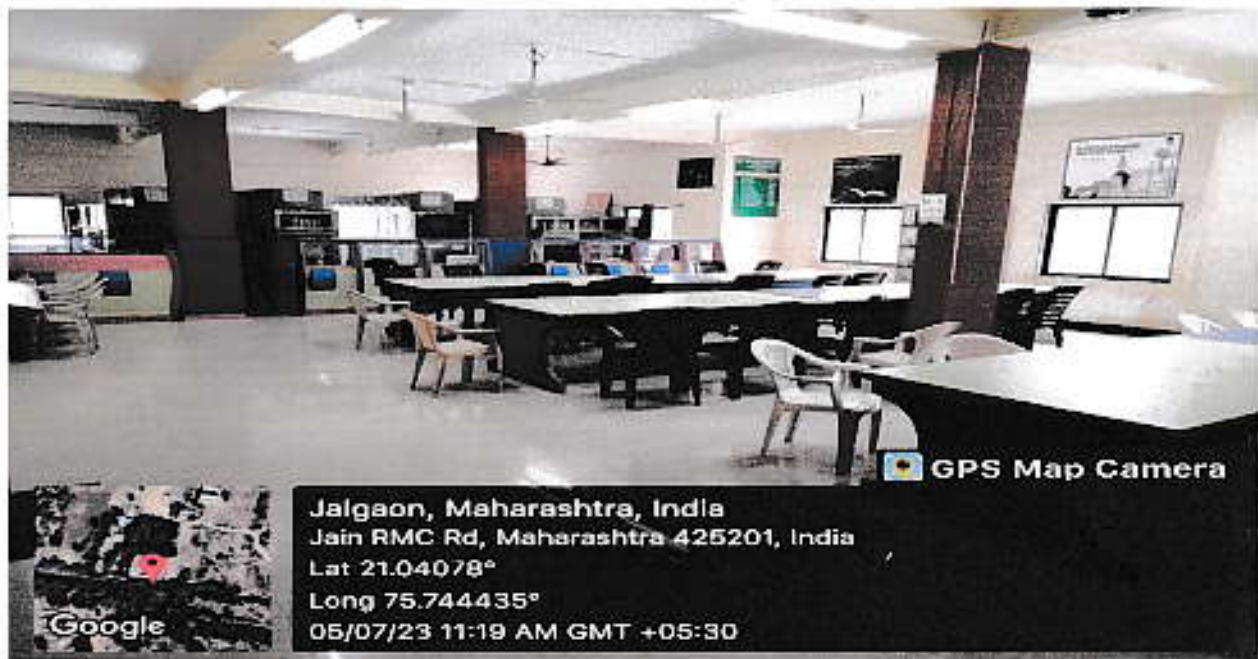 GPS Map Camera
Jalgaon, Maharashtra, India
Jain RMC Rd, Maharashtra 425201, India
Lat 21.04078°
Long 75.744435°
05/07/23 11:19 AM GMT +05:30
Google